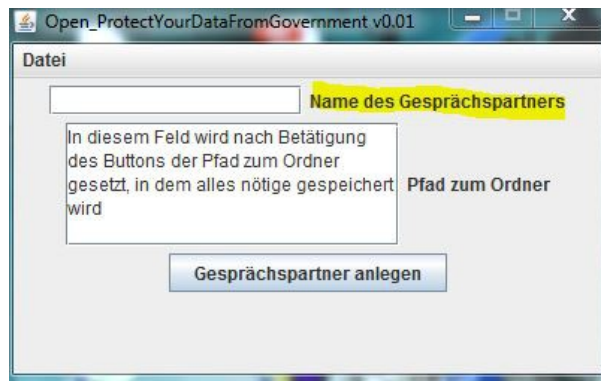 Open_ProtectYourDataFromGovernment v0.01
Datei
Name des Gesprächspartners
In diesem Feld wird nach Betätigung
des Buttons der Pfad zum Ordner
gesetzt, in dem alles nötige gespeichert
wird
Pfad zum Ordner
Gesprächspartner anlegen